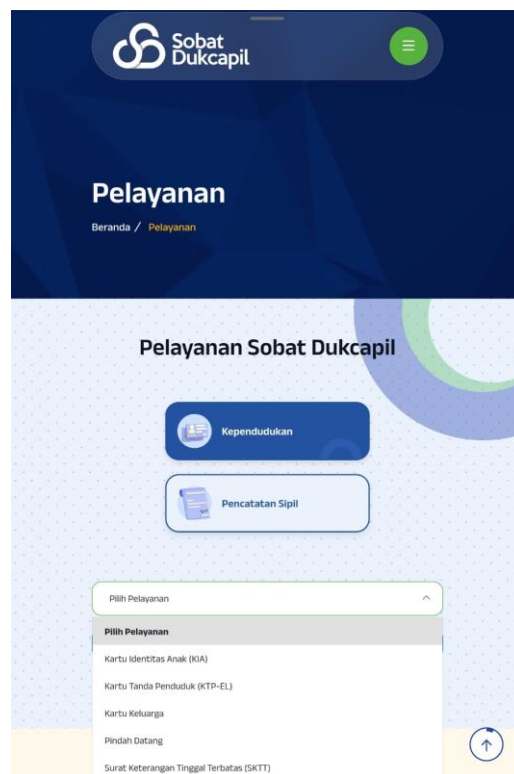 Sobat
Dukcapil
Pelayanan
Beranda / Pelayanan
Pelayanan Sobat Dukcapil
Kependudukan
Pencatatan Sipil
Pilih Pelayanan
Pilih Pelayanan
Kartu Identitas Anak (KIA)
Kartu Tanda Penduduk (KTP-EL)
Kartu Keluarga
Pindah Datang
Surat Keterangan Tinggal Terbatas (SKTT)